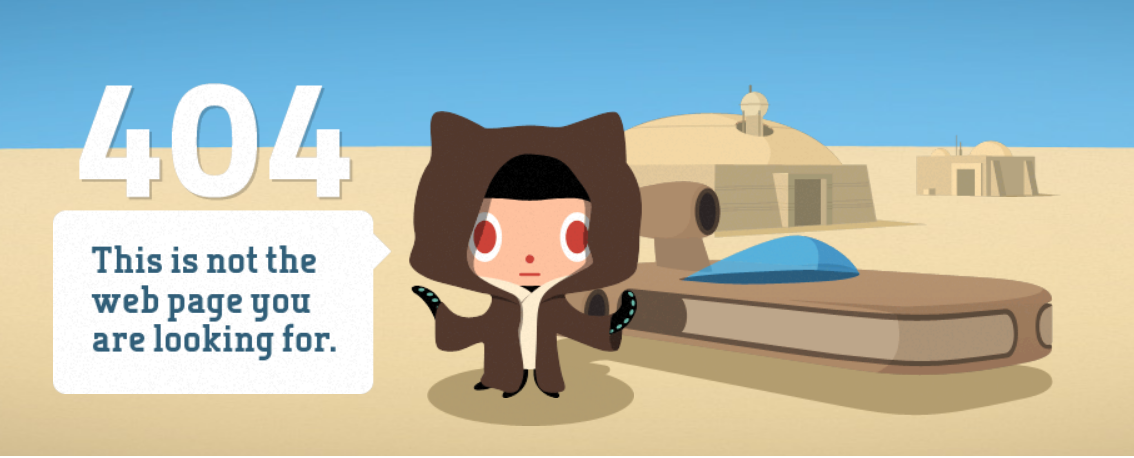 404
This is not the
web page you
are looking for.